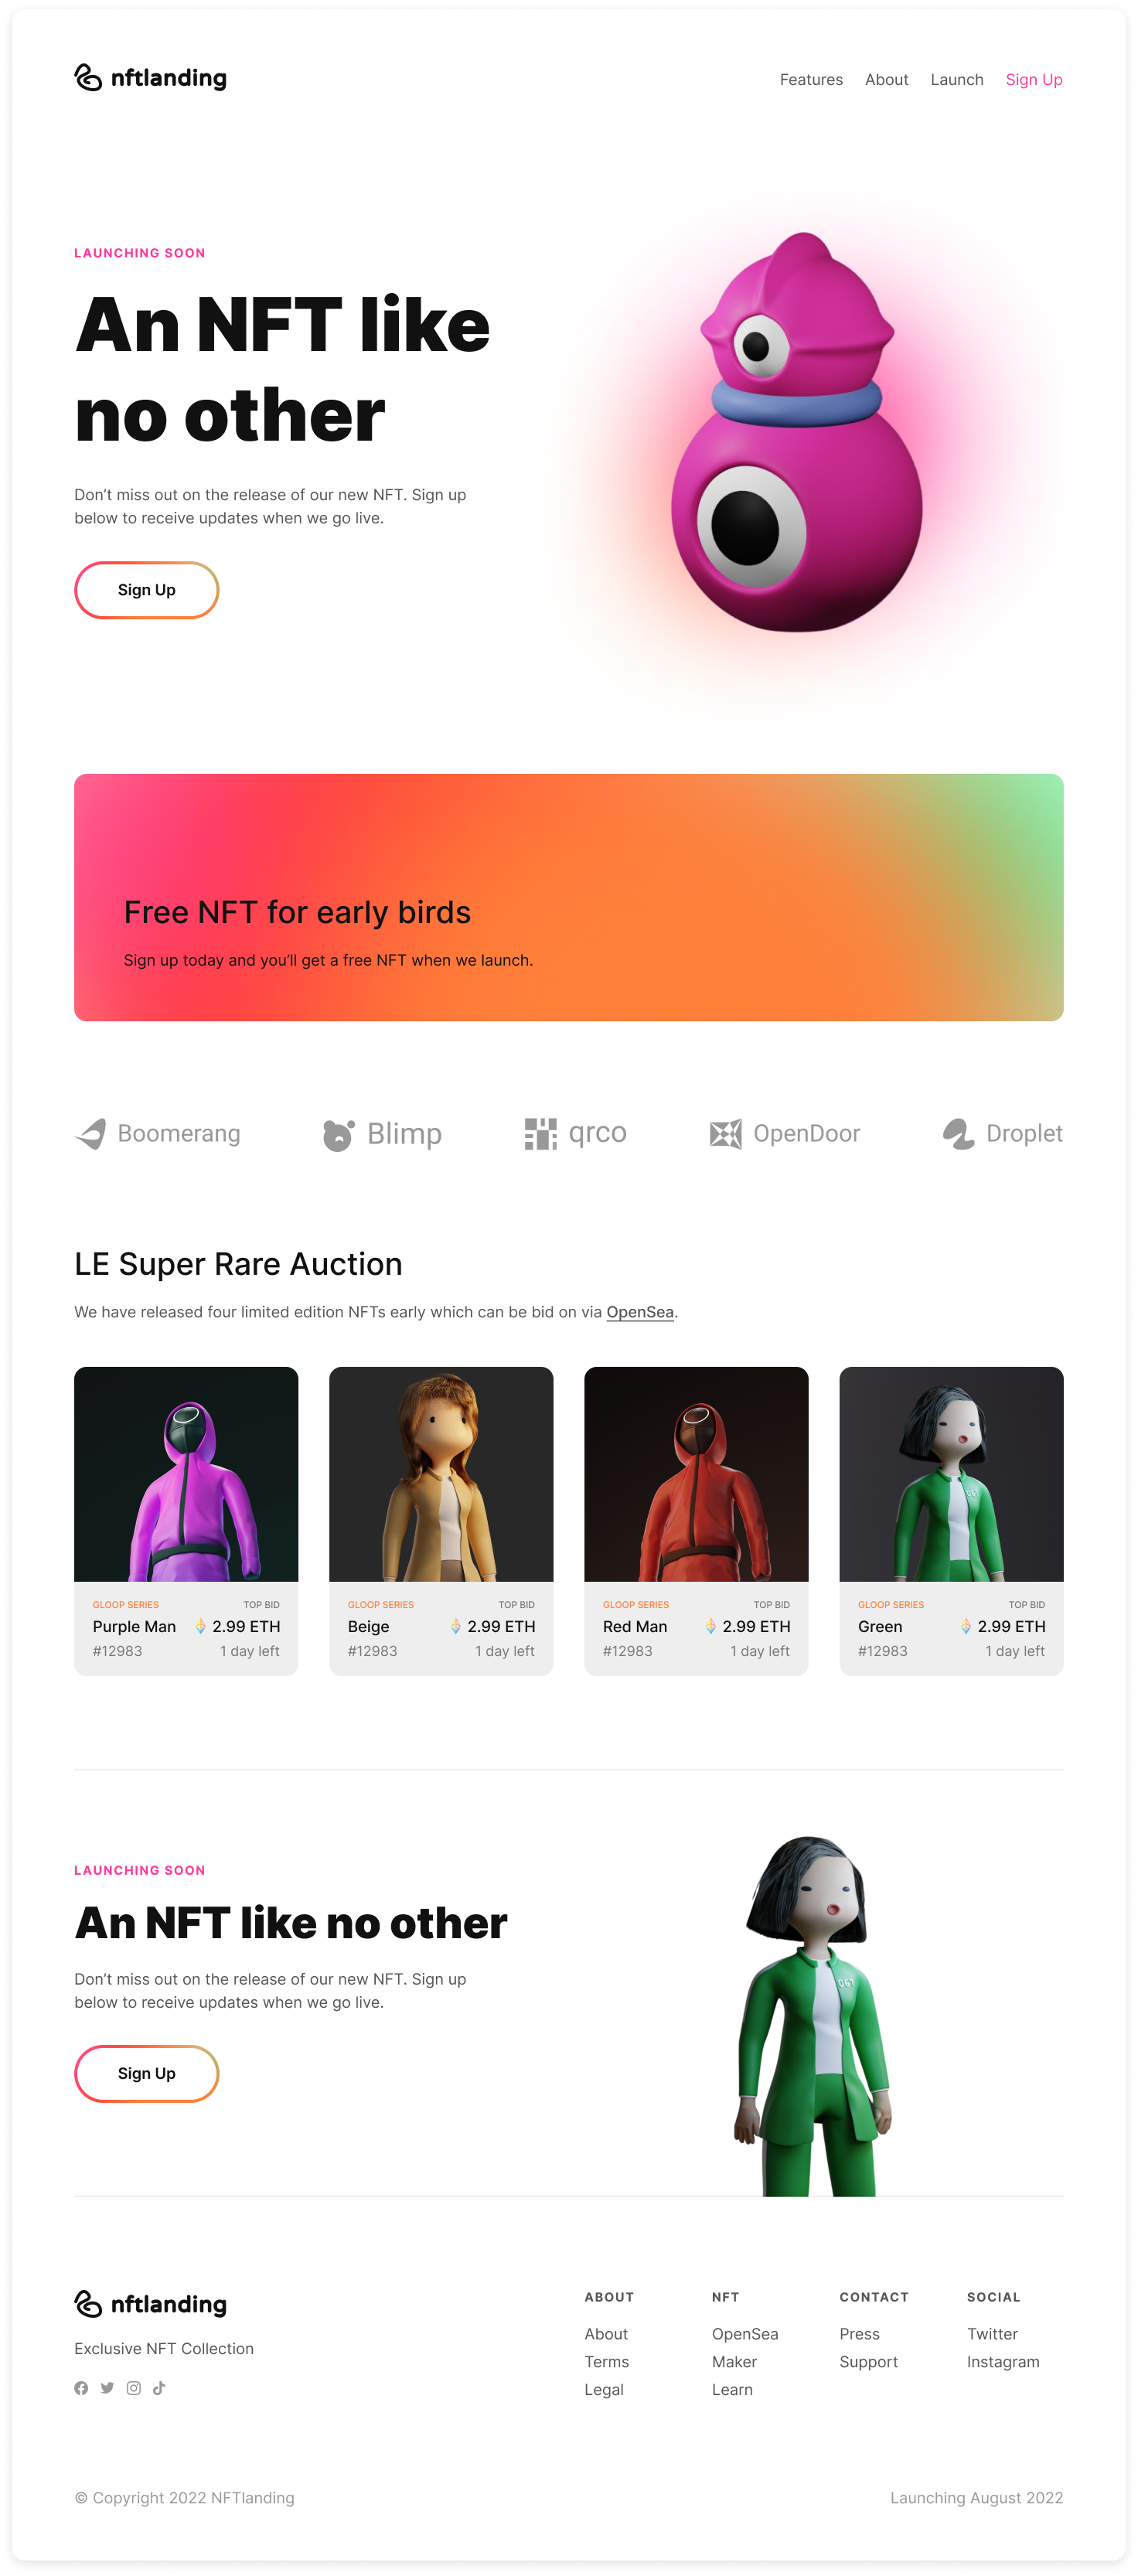 nftlanding
Features About Launch Sign Up
LAUNCHING SOON
An NFT like
no other
Don’t miss out on the release of our new NFT. Sign up
below to receive updates when we go live.
Sign Up
Free NFT for early birds
Sign up today and you’ll get a free NFT when we launch.
Boomerang Blimp qrco OpenDoor Droplet
LE Super Rare Auction
We have released four limited edition NFTs early which can be bid on via OpenSea.
GLOOP SERIES TOP BID
Purple Man 2.99 ETH
#12983 1 day left
GLOOP SERIES TOP BID
Beige 2.99 ETH
#12983 1 day left
GLOOP SERIES TOP BID
Red Man 2.99 ETH
#12983 1 day left
067
GLOOP SERIES TOP BID
Green 2.99 ETH
#12983 1 day left
LAUNCHING SOON
An NFT like no other
Don’t miss out on the release of our new NFT. Sign up
below to receive updates when we go live.
Sign Up
067
nftlanding
Exclusive NFT Collection
ABOUT
About
Terms
Legal
NFT
OpenSea
Maker
Learn
CONTACT
Press
Support
SOCIAL
Twitter
Instagram
© Copyright 2022 NFTlanding
Launching August 2022